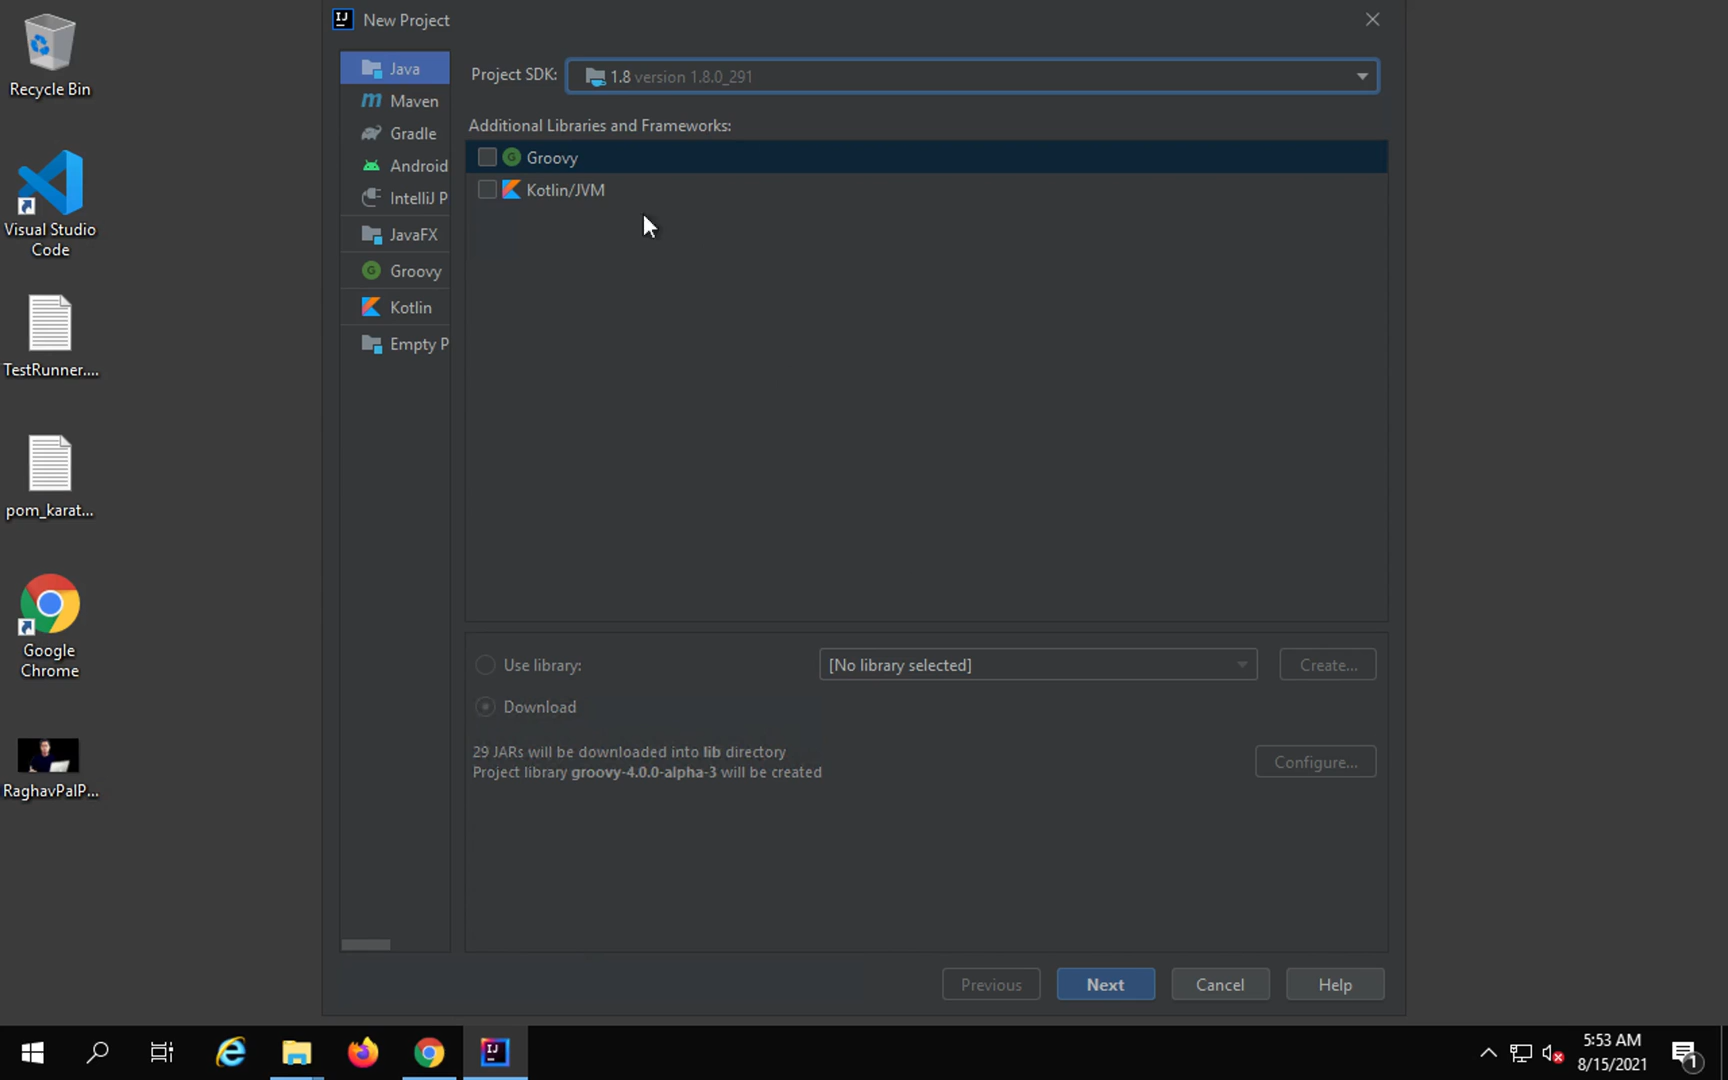 Recycle Bin
Visual Studio
Code
TestRunner....
pom_karat...
Google
Chrome
RaghavPalP...
IJ New Project
Java
Maven
Gradle
Android
IntelliJ P
JavaFX
Groovy
Kotlin
Empty P
Project SDK: 1.8 version 1.8.0_291
Additional Libraries and Frameworks:
G Groovy
Kotlin/JVM
Use library: [No library selected] Create...
Download
29 JARs will be downloaded into lib directory
Project library groovy-4.0.0-alpha-3 will be created
Configure...
Previous Next Cancel Help
5:53 AM
8/15/2021
1